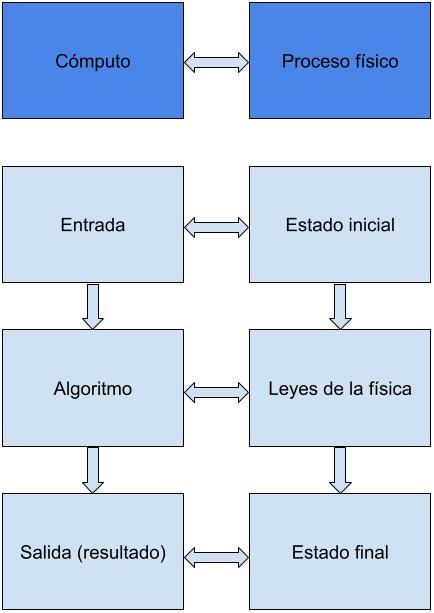 Cómputo
Proceso físico
Entrada
Estado inicial
Algoritmo
Leyes de la física
Salida (resultado)
Estado final